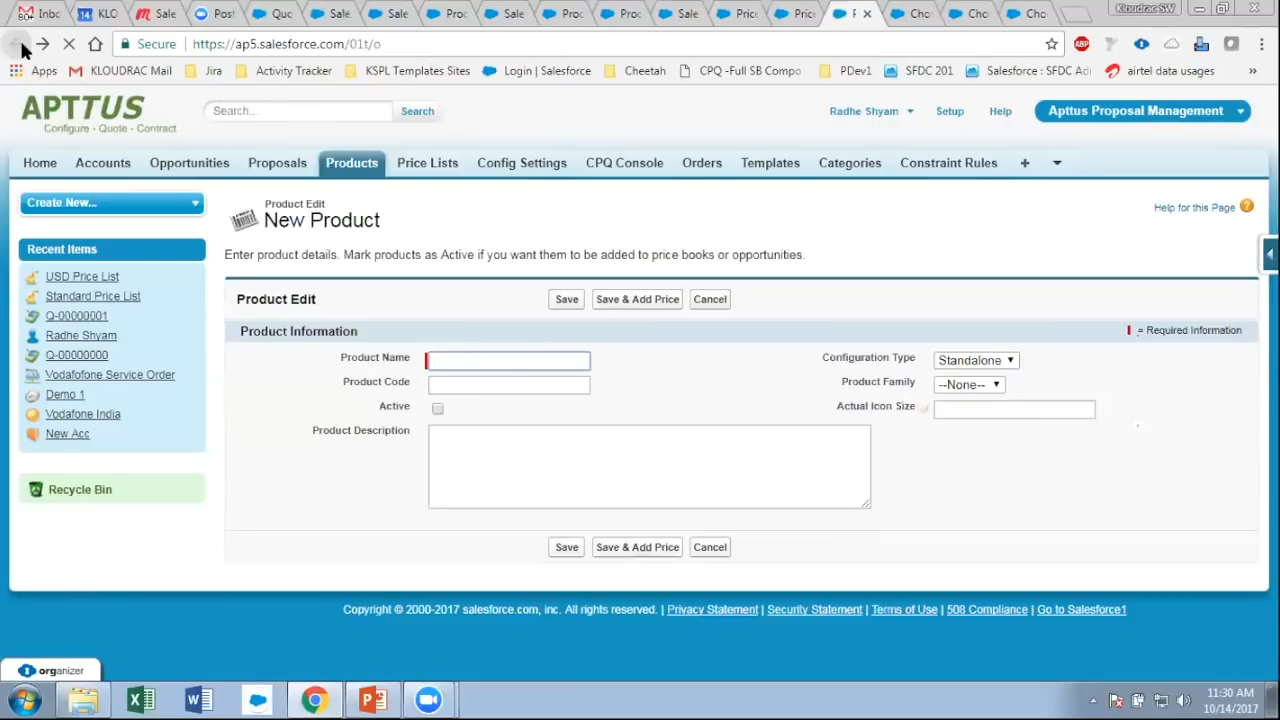 Inbo
80+
KLO
Sale
Post
Quo
Sale
Sale
Proc
Sale
Proc
Proc
Sale
Price
Price
Cho
Cho
Cho
Kloudrac SW
Secure https://ap5.salesforce.com/01t/o
ABP
Apps
KLOUDRAC Mail
Jira
Activity Tracker
KSPL Templates Sites
Login | Salesforce
Cheetah
CPQ -Full SB Compo
PDev1
SFDC 201
Salesforce : SFDC Adi
airtel data usages
»
APTTUS
Configure - Quote - Contract
Search...
Search
Radhe Shyam
Setup
Help
Apttus Proposal Management
Home
Accounts
Opportunities
Proposals
Products
Price Lists
Config Settings
CPQ Console
Orders
Templates
Categories
Constraint Rules
+
Create New...
Recent Items
USD Price List
Standard Price List
Q-00000001
Radhe Shyam
Q-00000000
Vodafofone Service Order
Demo 1
Vodafone India
New Acc
Recycle Bin
Product Edit
New Product
Help for this Page ?
Enter product details. Mark products as Active if you want them to be added to price books or opportunities.
Product Edit
Save
Save & Add Price
Cancel
Product Information
= Required Information
Product Name
Configuration Type
Standalone
Product Code
Product Family
--None--
Active
Actual Icon Size
Product Description
Save
Save & Add Price
Cancel
Copyright © 2000-2017 salesforce.com, inc. All rights reserved. | Privacy Statement | Security Statement | Terms of Use | 508 Compliance | Go to Salesforce1
organizer
11:30 AM
10/14/2017